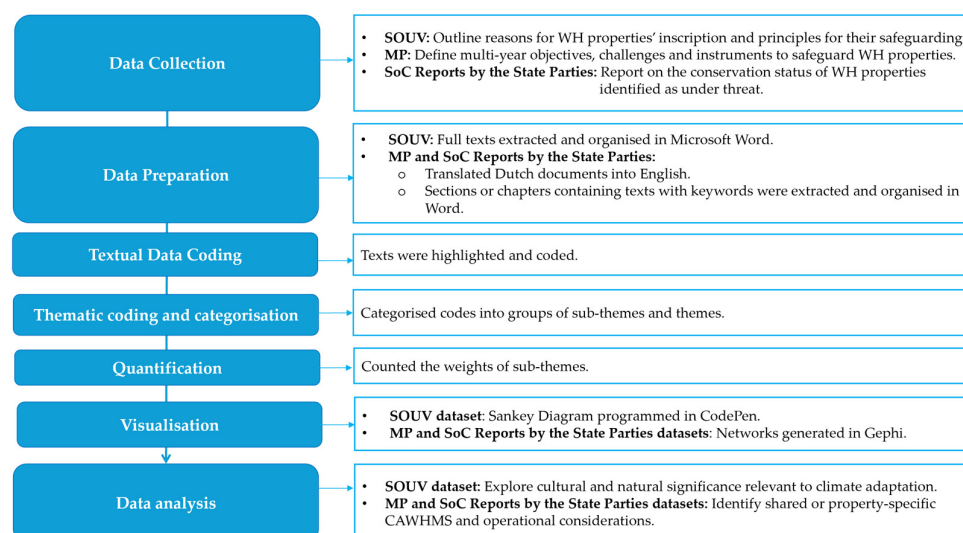 Data Collection
• SOUV: Outline reasons for WH properties' inscription and principles for their safeguarding
• MP: Define multi-year objectives, challenges and instruments to safeguard WH properties.
• SoC Reports by the State Parties: Report on the conservation status of WH properties
identified as under threat.
Data Preparation
• SOUV: Full texts extracted and organised in Microsoft Word.
• MP and SoC Reports by the State Parties:
o Translated Dutch documents into English.
o Sections or chapters containing texts with keywords were extracted and organised in
Word.
Textual Data Coding
Texts were highlighted and coded.
Thematic coding and categorisation
Categorised codes into groups of sub-themes and themes.
Quantification
Counted the weights of sub-themes.
Visualisation
• SOUV dataset: Sankey Diagram programmed in CodePen.
• MP and SoC Reports by the State Parties datasets: Networks generated in Gephi.
Data analysis
• SOUV dataset: Explore cultural and natural significance relevant to climate adaptation.
• MP and SoC Reports by the State Parties datasets: Identify shared or property-specific
CAWHMS and operational considerations.